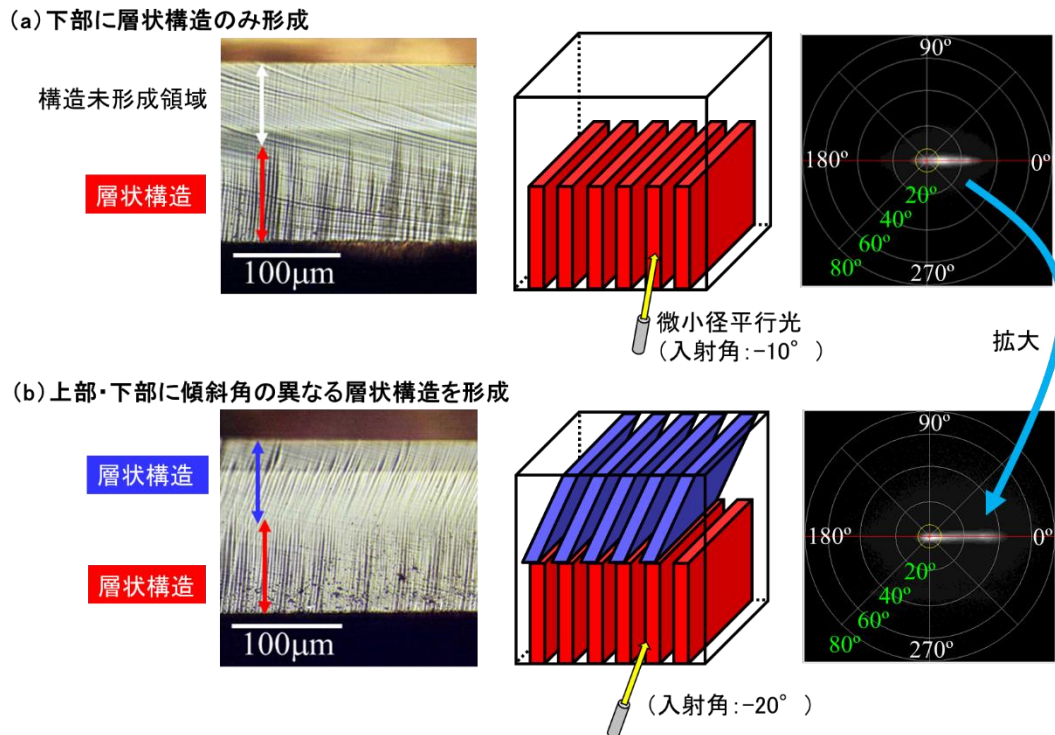 (a)下部に層状構造のみ形成
構造未形成領域
層状構造
100μm
微小径平行光
(入射角:-10°)
90°
180°
0°
20°
40°
60°
80°
270°
拡大
(b)上部・下部に傾斜角の異なる層状構造を形成
層状構造
層状構造
100μm
(入射角:-20°)
90°
180°
0°
20°
40°
60°
80°
270°